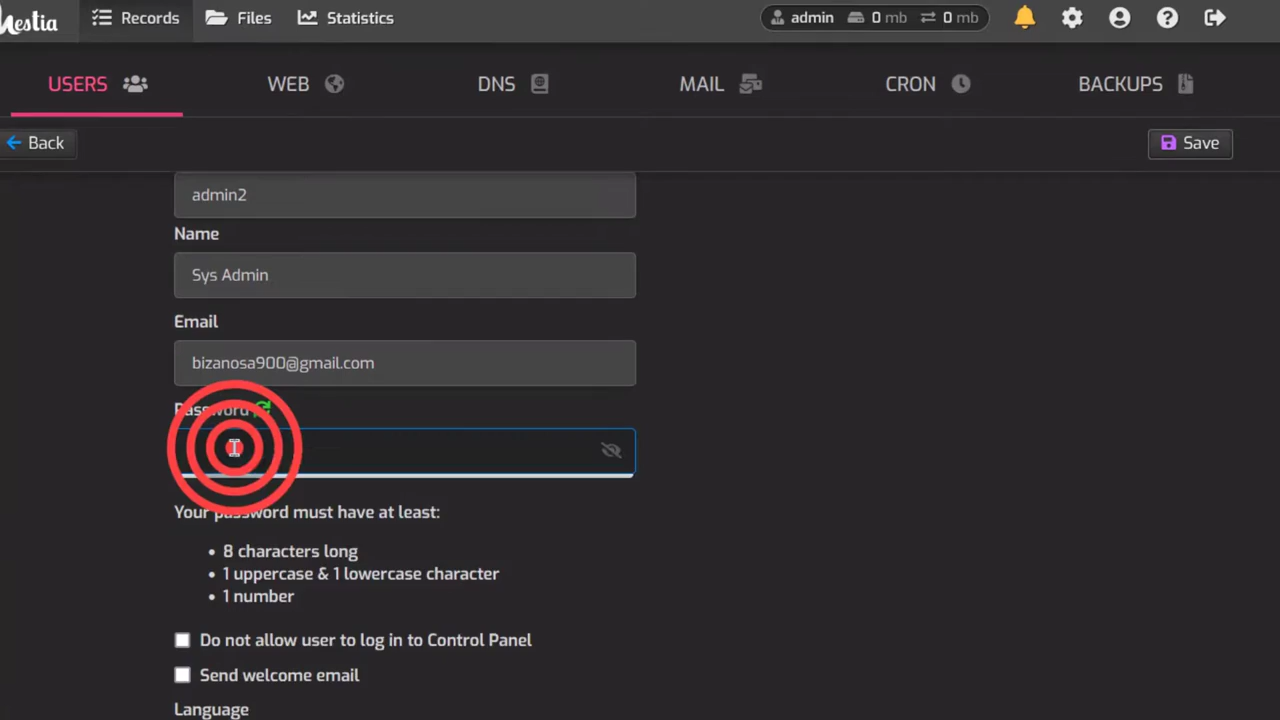 Hestia
Records
Files
Statistics
admin 0 mb 0 mb
USERS
WEB
DNS
MAIL
CRON
BACKUPS
Back
Save
admin2
Name
Sys Admin
Email
bizanosa900@gmail.com
Password
Your password must have at least:
• 8 characters long
• 1 uppercase & 1 lowercase character
• 1 number
Do not allow user to log in to Control Panel
Send welcome email
Language